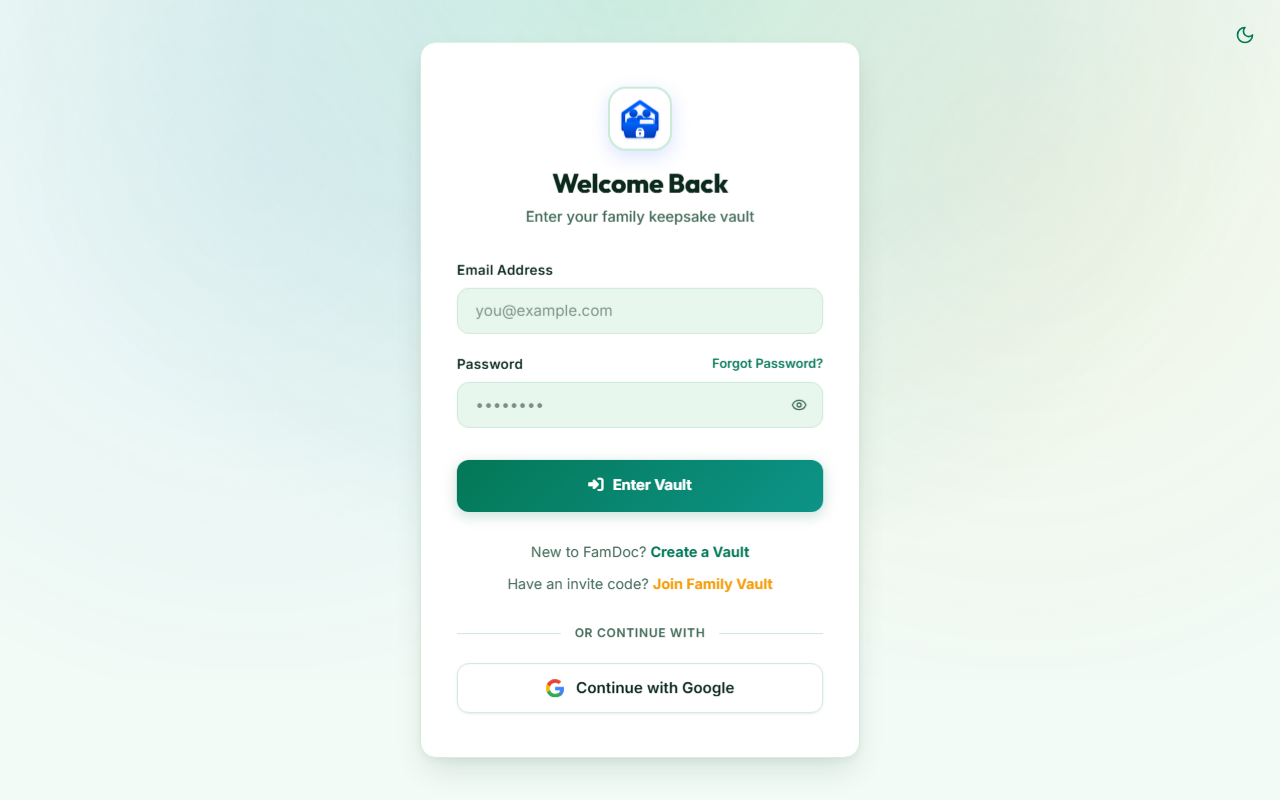 Welcome Back
Enter your family keepsake vault
Email Address
you@example.com
Password Forgot Password?
••••••••
Enter Vault
New to FamDoc? Create a Vault
Have an invite code? Join Family Vault
OR CONTINUE WITH
Continue with Google